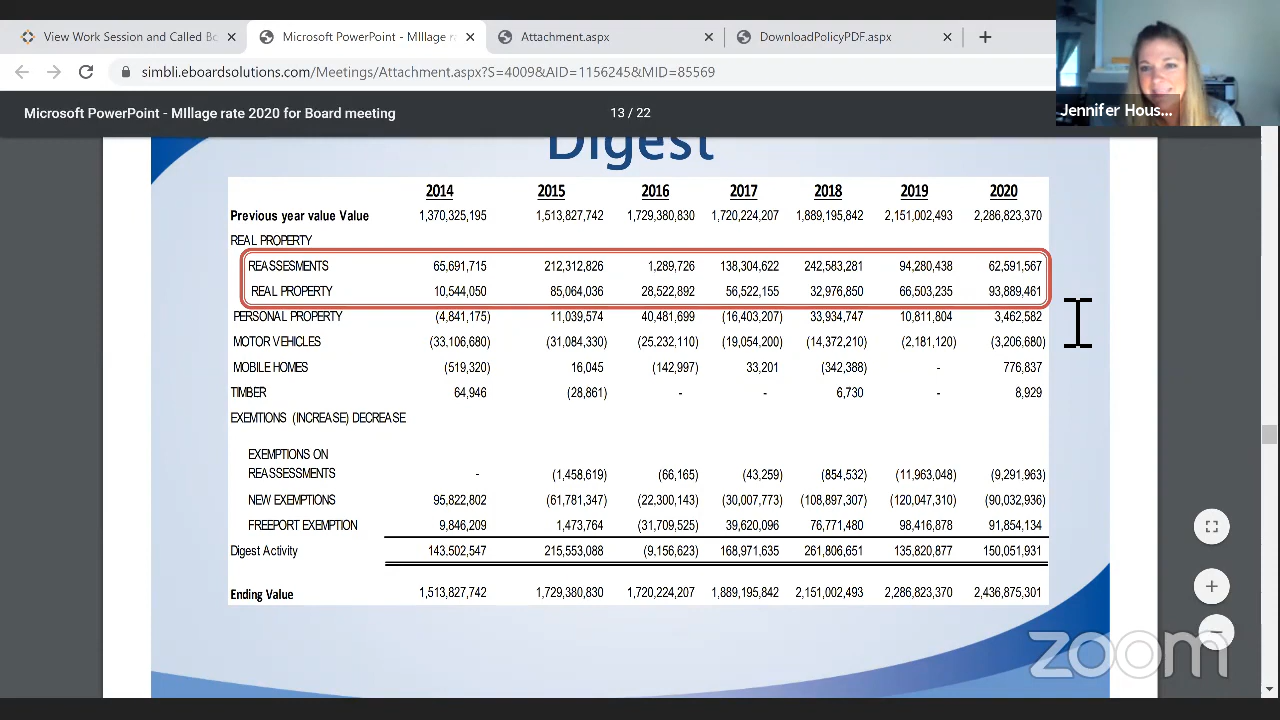 View Work Session and Called Bo
Microsoft PowerPoint - MIllage ra
Attachment.aspx
DownloadPolicyPDF.aspx
simbli.eboardsolutions.com/Meetings/Attachment.aspx?S=4009&AID=1156245&MID=85569
Jennifer Hous...
Microsoft PowerPoint - MIllage rate 2020 for Board meeting 13 / 22
Digest
2014 2015 2016 2017 2018 2019 2020
Previous year value Value 1,370,325,195 1,513,827,742 1,729,380,830 1,720,224,207 1,889,195,842 2,151,002,493 2,286,823,370
REAL PROPERTY
REASSESMENTS 65,691,715 212,312,826 1,289,726 138,304,622 242,583,281 94,280,438 62,591,567
REAL PROPERTY 10,544,050 85,064,036 28,522,892 56,522,155 32,976,850 66,503,235 93,889,461
PERSONAL PROPERTY (4,841,175) 11,039,574 40,481,699 (16,403,207) 33,934,747 10,811,804 3,462,582
MOTOR VEHICLES (33,106,680) (31,084,330) (25,232,110) (19,054,200) (14,372,210) (2,181,120) (3,206,680)
MOBILE HOMES (519,320) 16,045 (142,997) 33,201 (342,388) - 776,837
TIMBER 64,946 (28,861) - - 6,730 - 8,929
EXEMTIONS (INCREASE) DECREASE
EXEMPTIONS ON
REASSESSMENTS - (1,458,619) (66,165) (43,259) (854,532) (11,963,048) (9,291,963)
NEW EXEMPTIONS 95,822,802 (61,781,347) (22,300,143) (30,007,773) (108,897,307) (120,047,310) (90,032,936)
FREEPORT EXEMPTION 9,846,209 1,473,764 (31,709,525) 39,620,096 76,771,480 98,416,878 91,854,134
Digest Activity 143,502,547 215,553,088 (9,156,623) 168,971,635 261,806,651 135,820,877 150,051,931
Ending Value 1,513,827,742 1,729,380,830 1,720,224,207 1,889,195,842 2,151,002,493 2,286,823,370 2,436,875,301
zoom